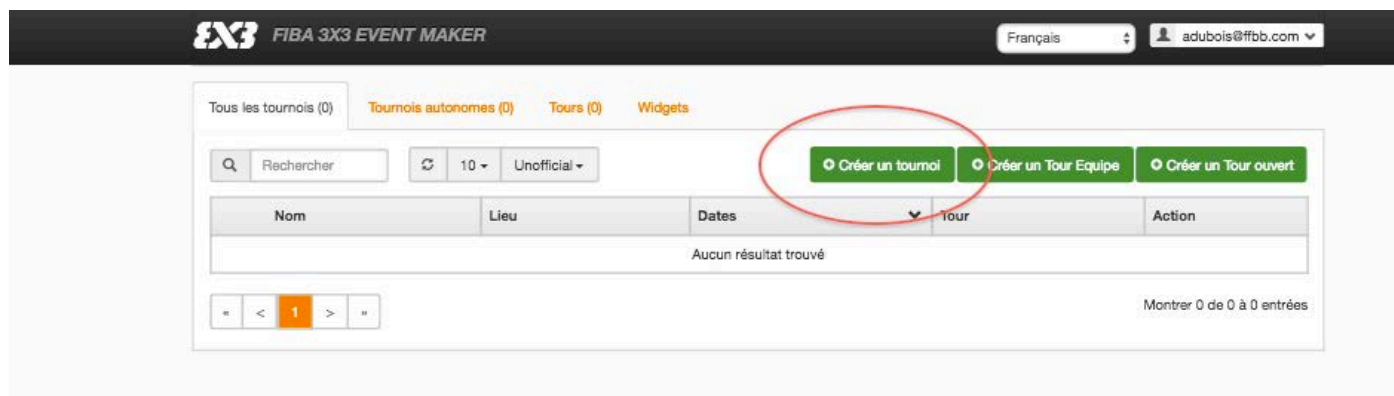 3X3 FIBA 3X3 EVENT MAKER Français adubois@ffbb.com
Tous les tournois (0) Tournois autonomes (0) Tours (0) Widgets
Rechercher 10 Unofficial Créer un tournoi Créer un Tour Equipe Créer un Tour ouvert
Nom Lieu Dates Tour Action
Aucun résultat trouvé
« < 1 > » Montrer 0 de 0 à 0 entrées